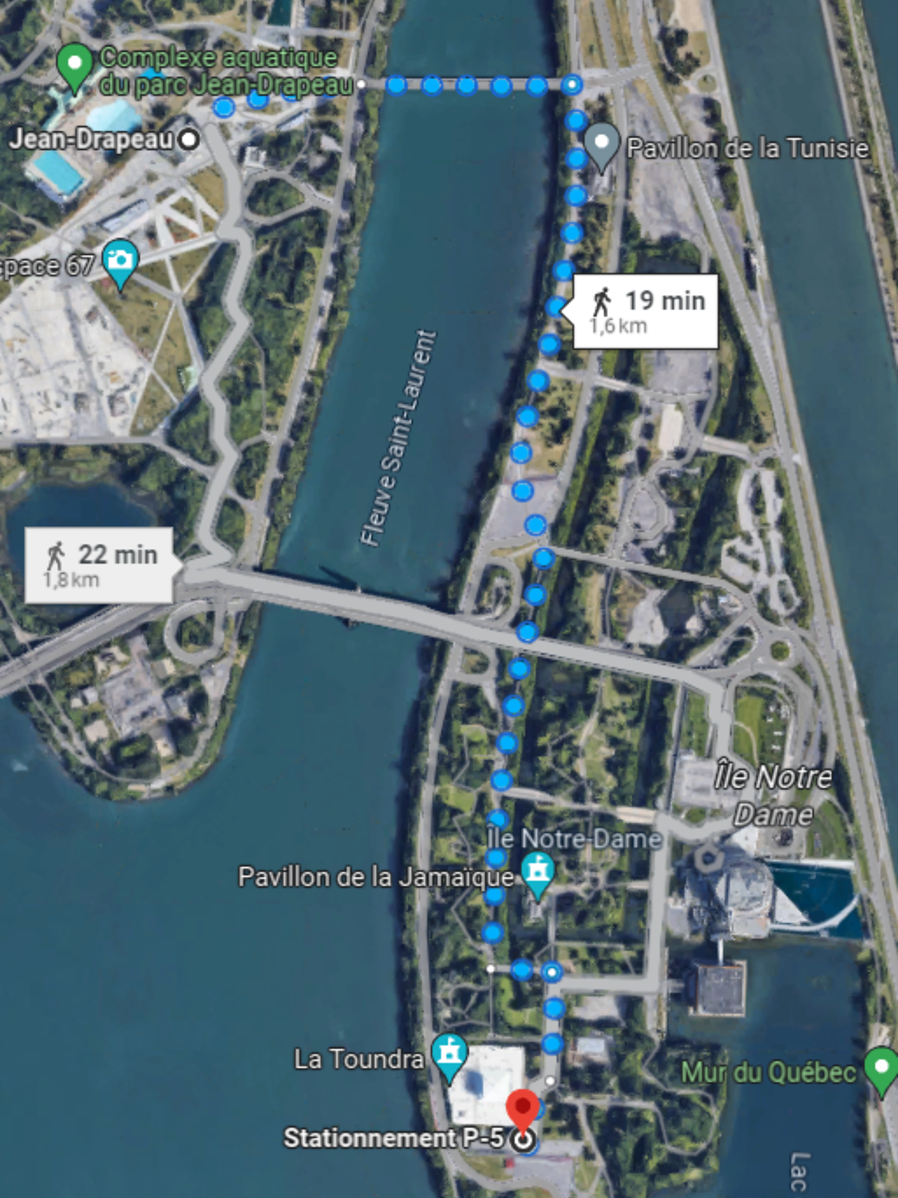 Complexe aquatique
du parc Jean-Drapeau
Jean-Drapeau
Pavillon de la Tunisie
space 67
19 min
1,6 km
Fleuve Saint-Laurent
22 min
1,8 km
Île Notre
Dame
Île Notre-Dame
Pavillon de la Jamaïque
La Toundra
Mur du Québec
Stationnement P-5
Lac